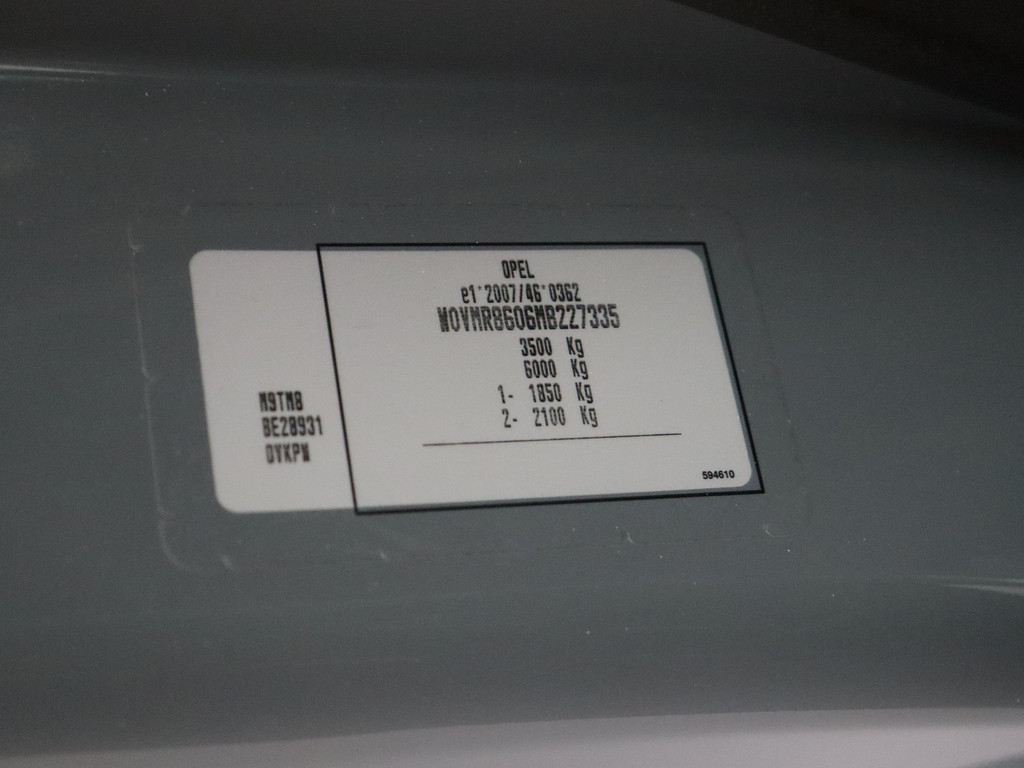 OPEL
e1*2007/46*0362
W0VMR8606MB227335
3500 Kg
6000 Kg
1- 1850 Kg
2- 2100 Kg
M9TM8
BE28931
0VKPW
594610